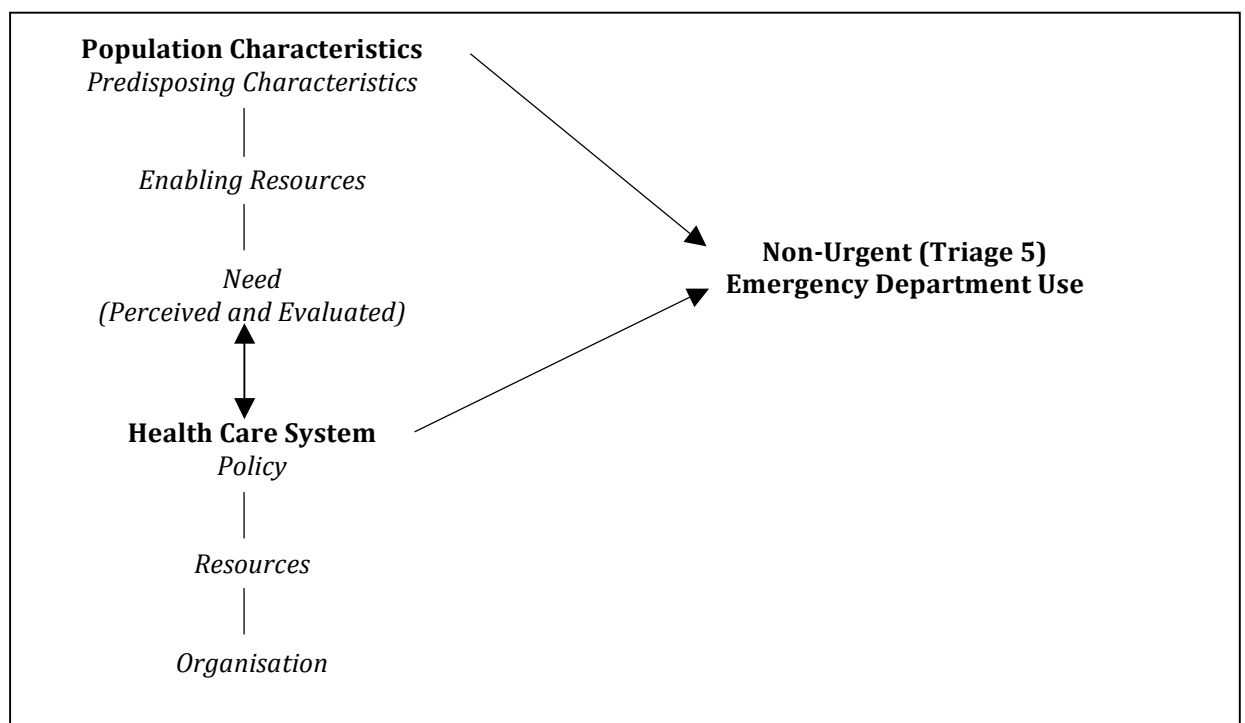 Population Characteristics
Predisposing Characteristics
Enabling Resources
Need
(Perceived and Evaluated)
Health Care System
Policy
Resources
Organisation
Non-Urgent (Triage 5)
Emergency Department Use